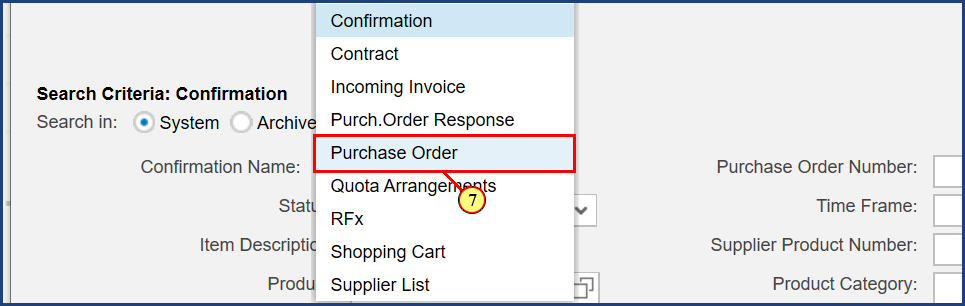 Confirmation
Contract
Incoming Invoice
Search Criteria: Confirmation
Search in: System Archive
Purch.Order Response
Purchase Order
Confirmation Name:
Purchase Order Number:
Quota Arrangements
7
Statu
Time Frame:
RFx
Item Descriptio
Supplier Product Number:
Shopping Cart
Produ
Product Category:
Supplier List